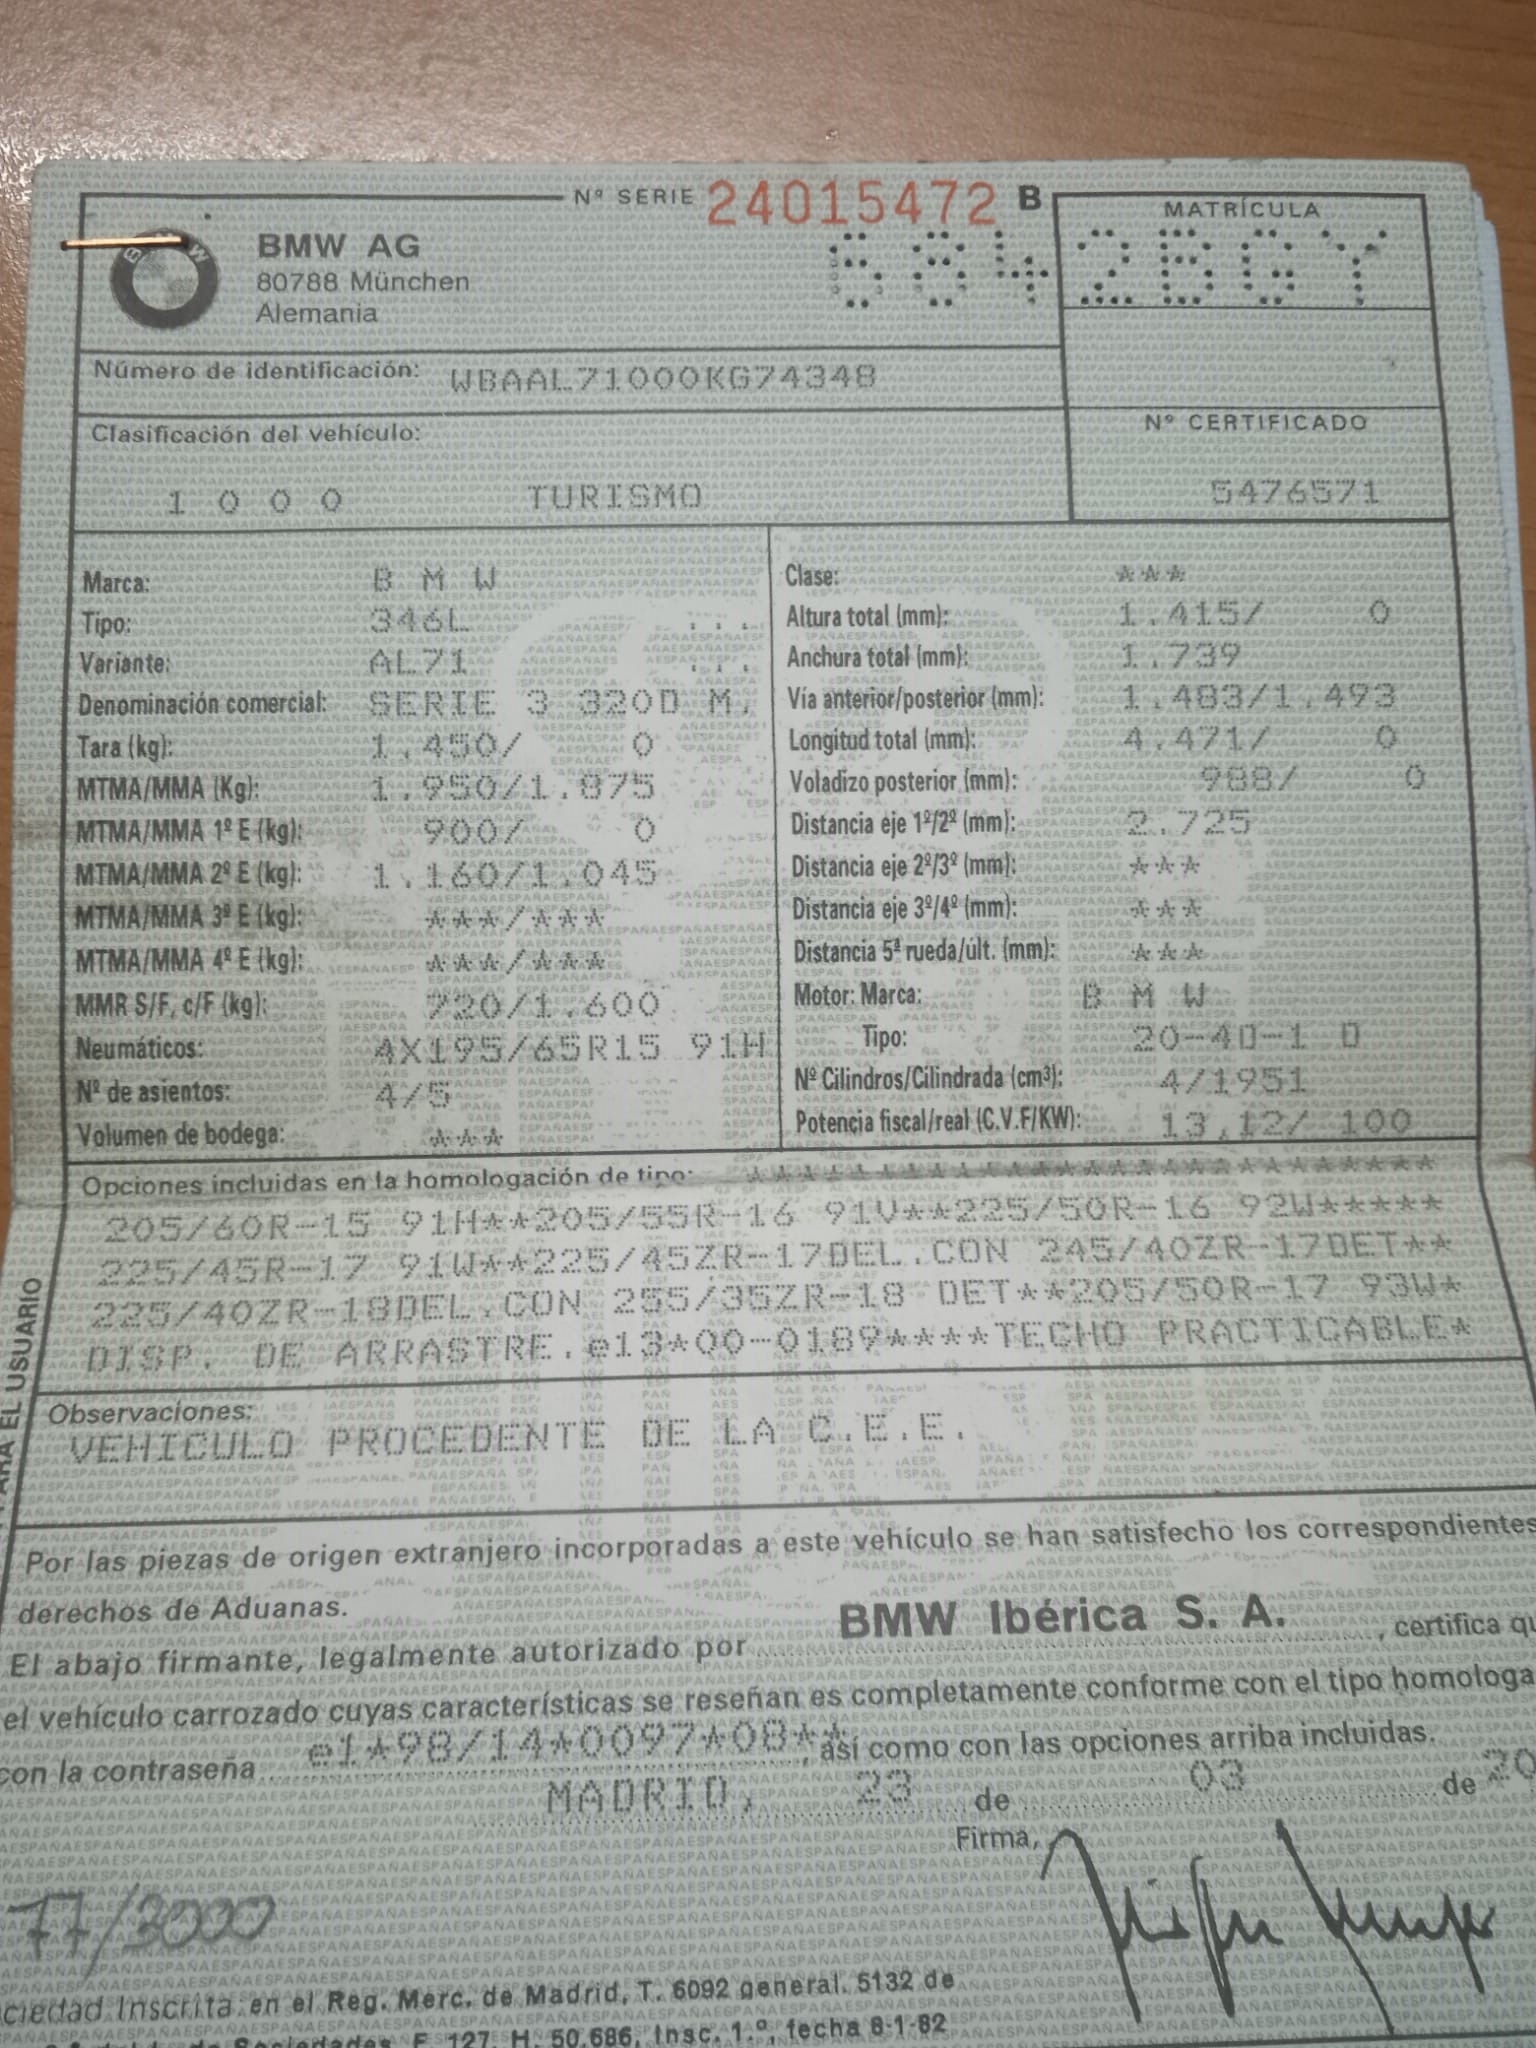 Nº SERIE 24015472 B
MATRÍCULA
BMW AG
80788 München
Alemania
2BGY
Número de identificación: WBAAL71000KG74348
Clasificación del vehículo:
1 0 0 0 TURISMO
Nº CERTIFICADO
5476571
Marca: B M W
Tipo: 346L ...
Variante: AL71 ...
Denominación comercial: SERIE 3 320D M.
Tara (kg): 1.450/ 0
MTMA/MMA (Kg): 1.950/1.875
MTMA/MMA 1º E (kg): 900/ 0
MTMA/MMA 2º E (kg): 1.160/1.045
MTMA/MMA 3º E (kg): ***/***
MTMA/MMA 4º E (kg): ***/***
MMR S/F, c/F (kg): 720/1.600
Neumáticos: 4X195/65R15 91H
Nº de asientos: 4/5
Volumen de bodega: ***
Clase: ***
Altura total (mm): 1.415/ 0
Anchura total (mm): 1.739
Vía anterior/posterior (mm): 1.483/1.493
Longitud total (mm): 4.471/ 0
Voladizo posterior (mm): 988/ 0
Distancia eje 1º/2º (mm): 2.725
Distancia eje 2º/3º (mm): ***
Distancia eje 3º/4º (mm): ***
Distancia 5ª rueda/últ. (mm): ***
Motor: Marca: B M W
Tipo: 20-4D-1 D
Nº Cilindros/Cilindrada (cm³): 4/1951
Potencia fiscal/real (C.V.F/KW): 13,12/ 100
Opciones incluidas en la homologación de tipo: **************************
205/60R-15 91H**205/55R-16 91V**225/50R-16 92W*****
225/45R-17 91W**225/45ZR-17DEL.CON 245/40ZR-17DET**
225/40ZR-18DEL.CON 255/35ZR-18 DET**205/50R-17 93W*
DISP. DE ARRASTRE.e13*00-0189****TECHO PRACTICABLE*
PARA EL USUARIO
Observaciones:
VEHICULO PROCEDENTE DE LA C.E.E.
Por las piezas de origen extranjero incorporadas a este vehículo se han satisfecho los correspondientes
derechos de Aduanas.
El abajo firmante, legalmente autorizado por BMW Ibérica S. A., certifica qu
el vehículo carrozado cuyas características se reseñan es completamente conforme con el tipo homologa
con la contraseña e1*98/14*0097*08**, así como con las opciones arriba incluidas.
MADRID, 23 de 03 de 20
Firma,
77/3000
ciedad Inscrita en el Reg. Merc. de Madrid, T. 6092 general. 5132 de
Sociedades F 127, H. 50.686, Insc. 1.º, fecha 8-1-82